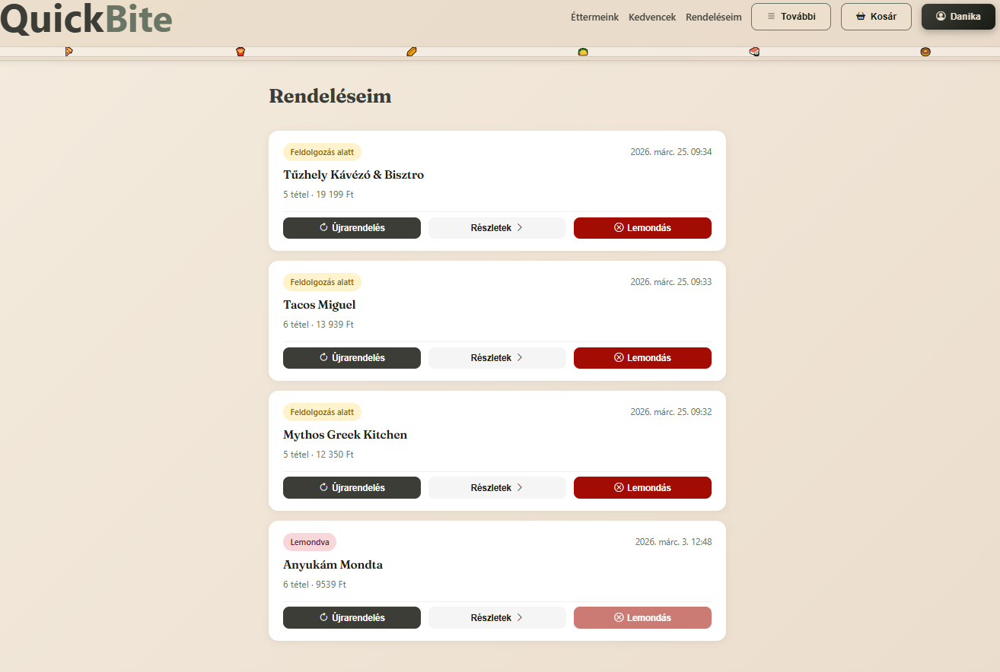 QuickBite
Éttermeink Kedvencek Rendeléseim További Kosár Danika
Rendeléseim
Feldolgozás alatt 2026. márc. 25. 09:34
Tűzhely Kávézó & Bisztro
5 tétel · 19 199 Ft
Újrarendelés Részletek Lemondás
Feldolgozás alatt 2026. márc. 25. 09:33
Tacos Miguel
6 tétel · 13 939 Ft
Újrarendelés Részletek Lemondás
Feldolgozás alatt 2026. márc. 25. 09:32
Mythos Greek Kitchen
5 tétel · 12 350 Ft
Újrarendelés Részletek Lemondás
Lemondva 2026. márc. 3. 12:48
Anyukám Mondta
6 tétel · 9539 Ft
Újrarendelés Részletek Lemondás